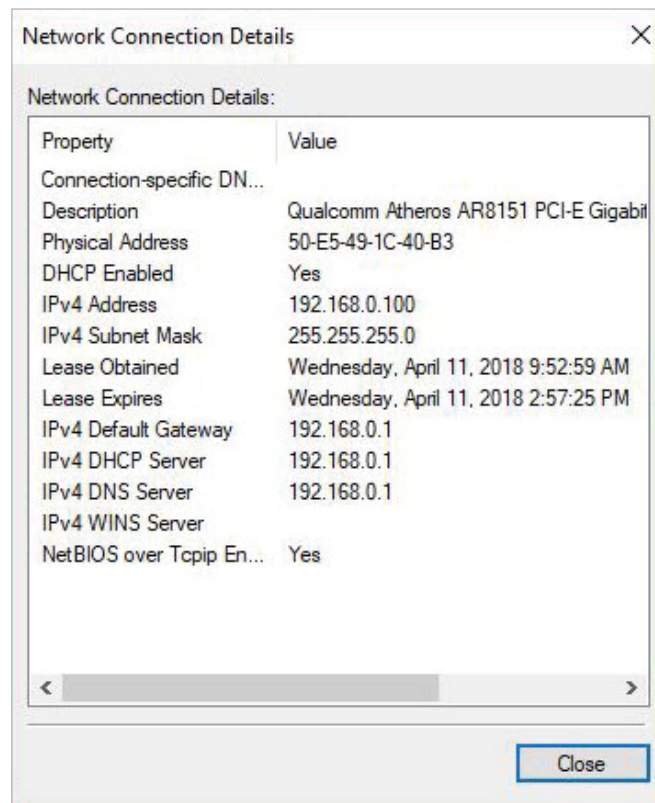 Network Connection Details
Network Connection Details:
Property Value
Connection-specific DN...
Description Qualcomm Atheros AR8151 PCI-E Gigabit
Physical Address 50-E5-49-1C-40-B3
DHCP Enabled Yes
IPv4 Address 192.168.0.100
IPv4 Subnet Mask 255.255.255.0
Lease Obtained Wednesday, April 11, 2018 9:52:59 AM
Lease Expires Wednesday, April 11, 2018 2:57:25 PM
IPv4 Default Gateway 192.168.0.1
IPv4 DHCP Server 192.168.0.1
IPv4 DNS Server 192.168.0.1
IPv4 WINS Server
NetBIOS over Tcpip En... Yes
Close